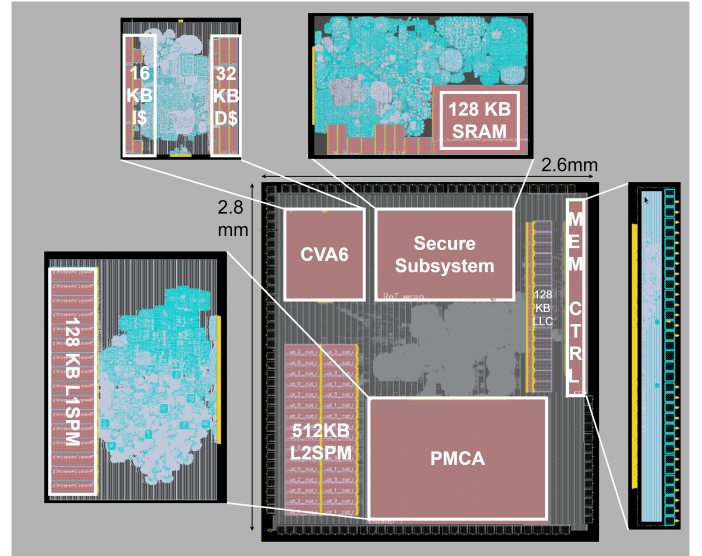 16
KB
I$
32
KB
D$
128 KB
SRAM
2.6mm
2.8
mm
CVA6
Secure
Subsystem
MEM CTRL
128
KB
LLC
128 KB L1SPM
512KB
L2SPM
PMCA